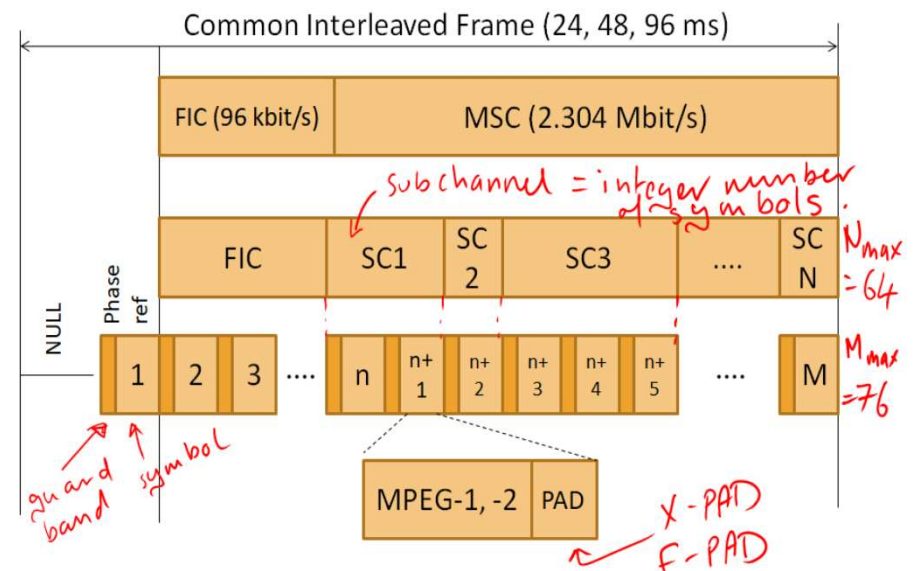 Common Interleaved Frame (24, 48, 96 ms)
FIC (96 kbit/s)
MSC (2.304 Mbit/s)
subchannel = integer number
of symbols.
FIC
SC1
SC
2
SC3
....
SC
N
Nmax
=64
NULL
Phase
ref
1
2
3
....
n
n+
1
n+
2
n+
3
n+
4
n+
5
....
M
Mmax
=76
guard
band
symbol
MPEG-1, -2
PAD
X-PAD
F-PAD